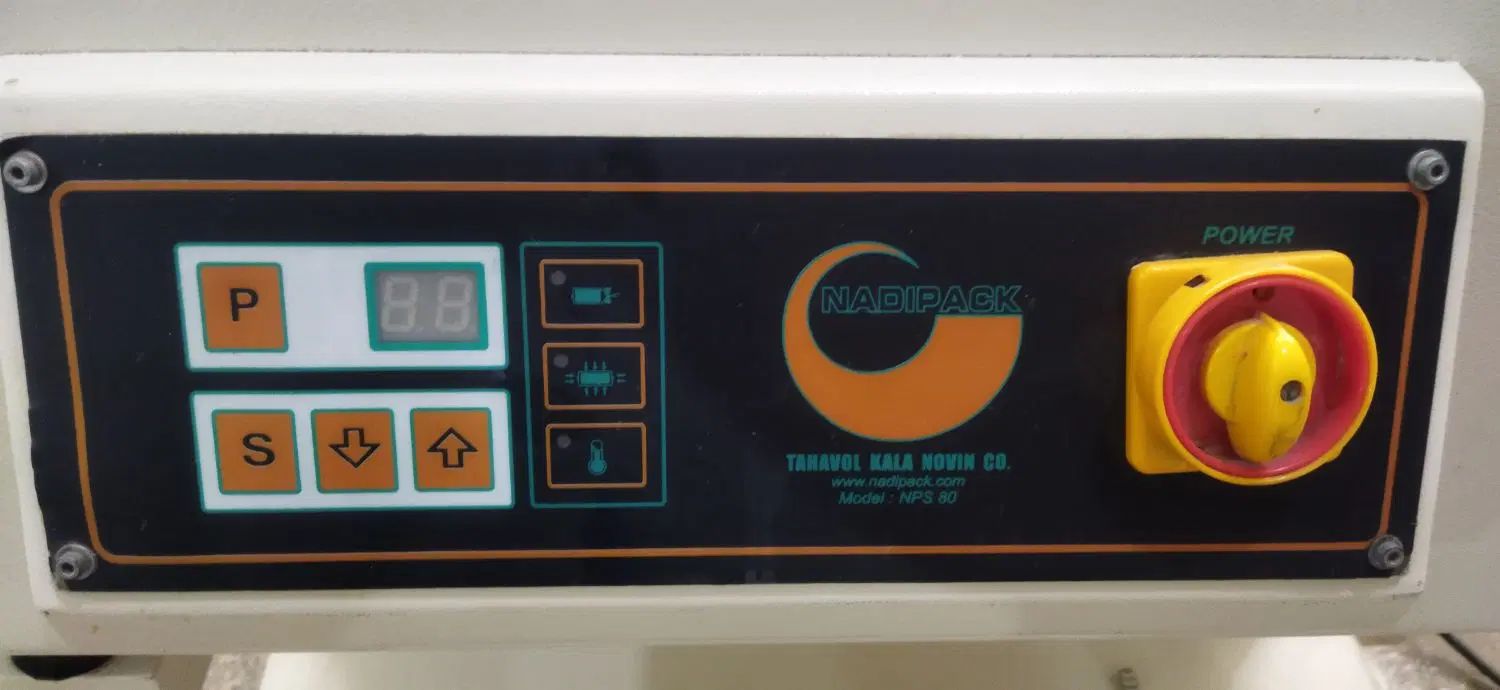 P
S
NADIPACK
TAHAVOL KALA NOVIN CO.
www.nadipack.com
Model : NPS 80
POWER